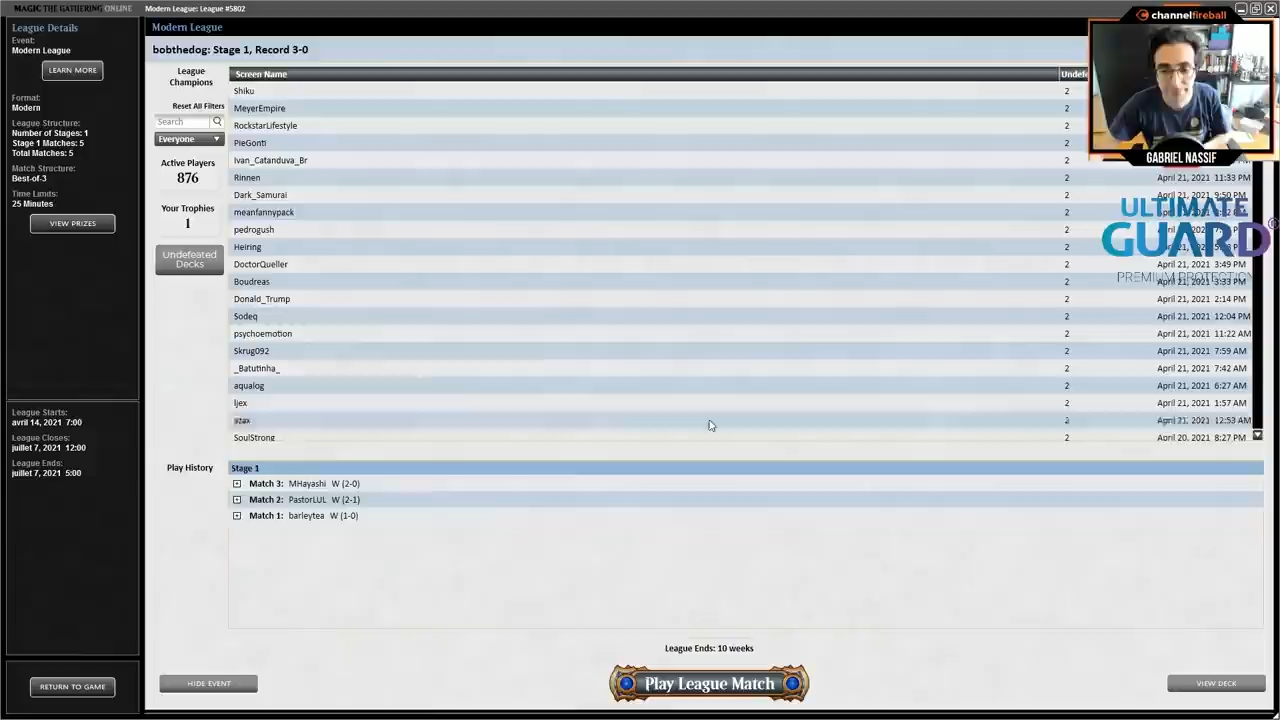 MAGIC THE GATHERING ONLINE
Modern League: League #5802
League Details
Event:
Modern League
LEARN MORE
Format:
Modern
League Structure:
Number of Stages: 1
Stage 1 Matches: 5
Total Matches: 5
Match Structure:
Best-of-3
Time Limits:
25 Minutes
VIEW PRIZES
League Starts:
avril 14, 2021 7:00
League Closes:
juillet 7, 2021 12:00
League Ends:
juillet 7, 2021 5:00
RETURN TO GAME
Modern League
bobthedog: Stage 1, Record 3-0
League
Champions
Reset All Filters
Search
Everyone
Active Players
876
Your Trophies
1
Undefeated
Decks
Screen Name
Shiku 2
MeyerEmpire 2
RockstarLifestyle 2
PieGonti 2
Ivan_Catanduva_Br 2
Rinnen 2 April 21, 2021 11:33 PM
Dark_Samurai 2 April 21, 2021 9:50 PM
meanfannypack 2
pedrogush 2
Heiring 2
DoctorQueller 2 April 21, 2021 3:49 PM
Boudreas 2 April 21, 2021 3:33 PM
Donald_Trump 2 April 21, 2021 2:14 PM
Sodeq 2 April 21, 2021 12:04 PM
psychoemotion 2 April 21, 2021 11:22 AM
Skrug092 2 April 21, 2021 7:59 AM
_Batutinha_ 2 April 21, 2021 7:42 AM
aqualog 2 April 21, 2021 6:27 AM
ljex 2 April 21, 2021 1:57 AM
2 April 21, 2021 12:53 AM
SoulStrong 2 April 20, 2021 8:27 PM
Play History
Stage 1
Match 3: MHayashi W (2-0)
Match 2: PastorLUL W (2-1)
Match 1: barleytea W (1-0)
League Ends: 10 weeks
HIDE EVENT
Play League Match
VIEW DECK
channelfireball
GABRIEL NASSIF
ULTIMATE
GUARD®
PREMIUM PROTECTION